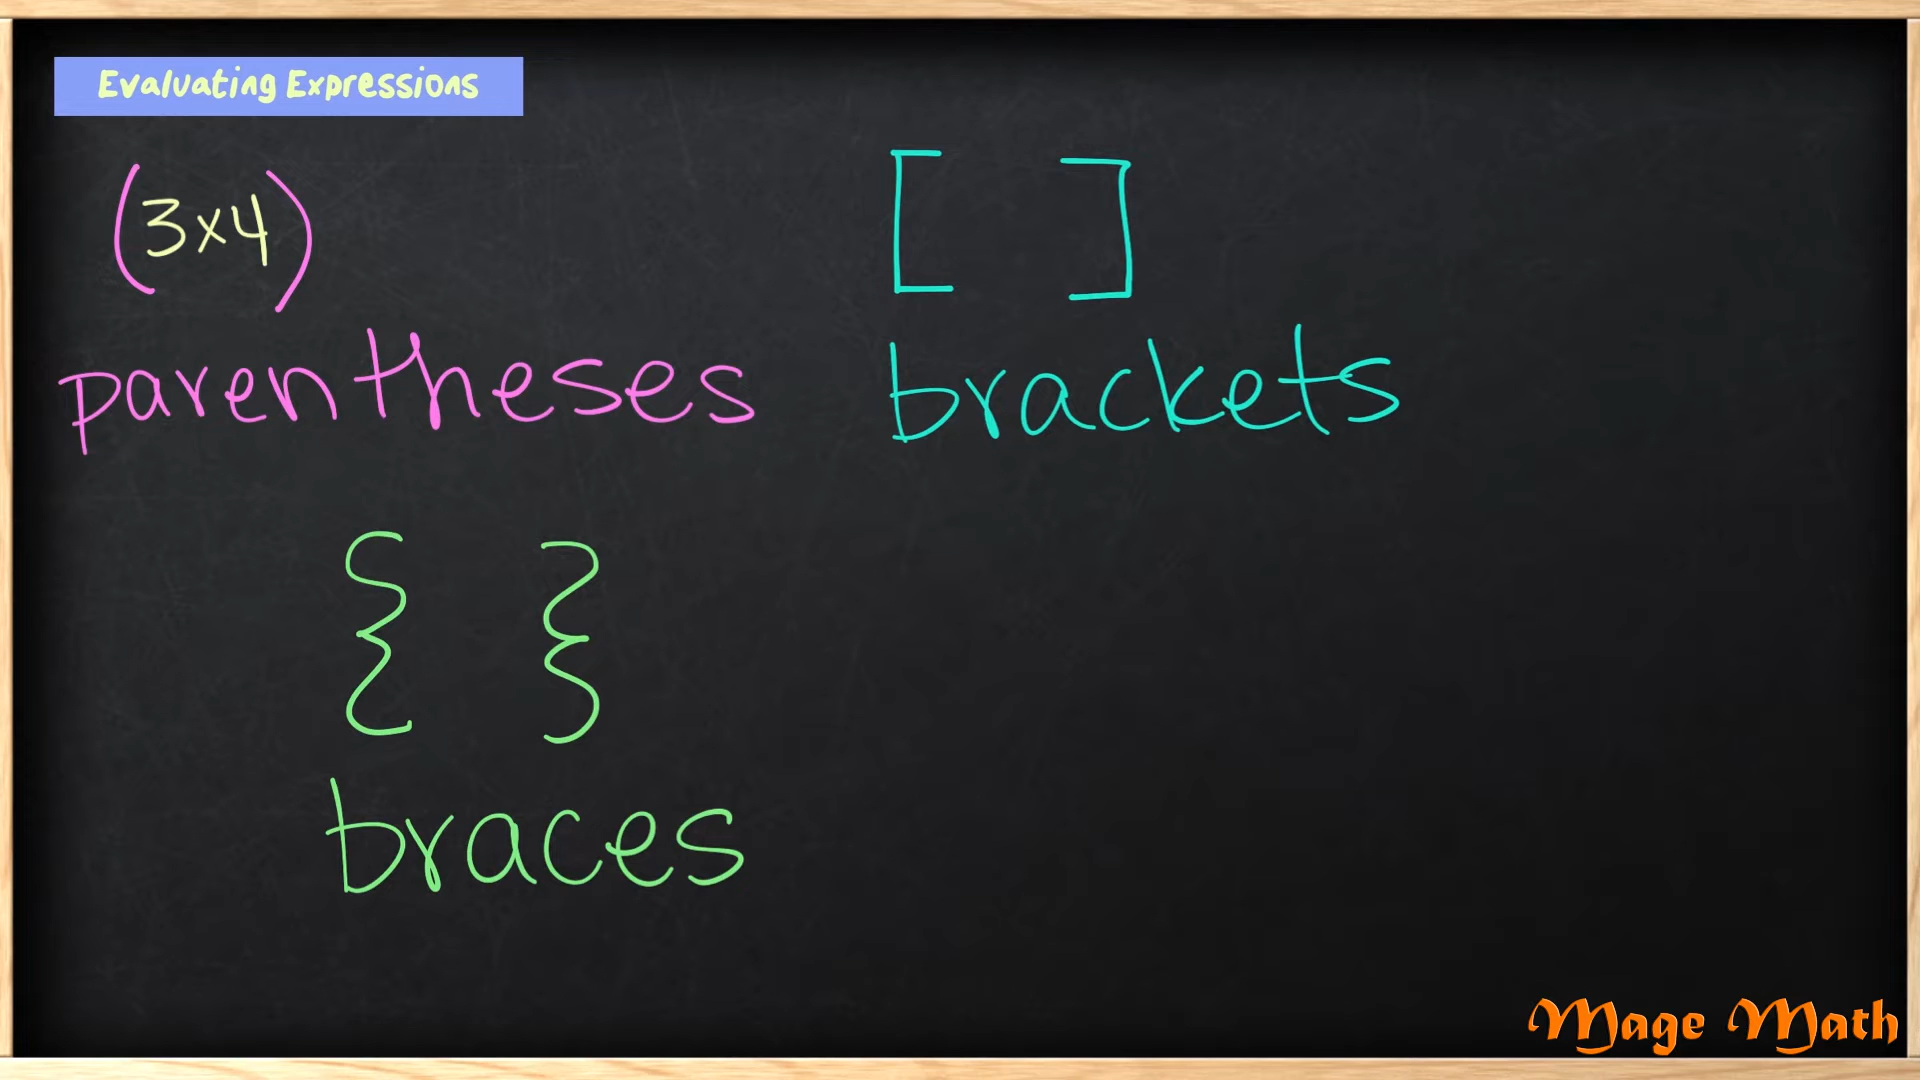 Evaluating Expressions
(3x4)
[ ]
parentheses
brackets
{ }
braces
Mage Math